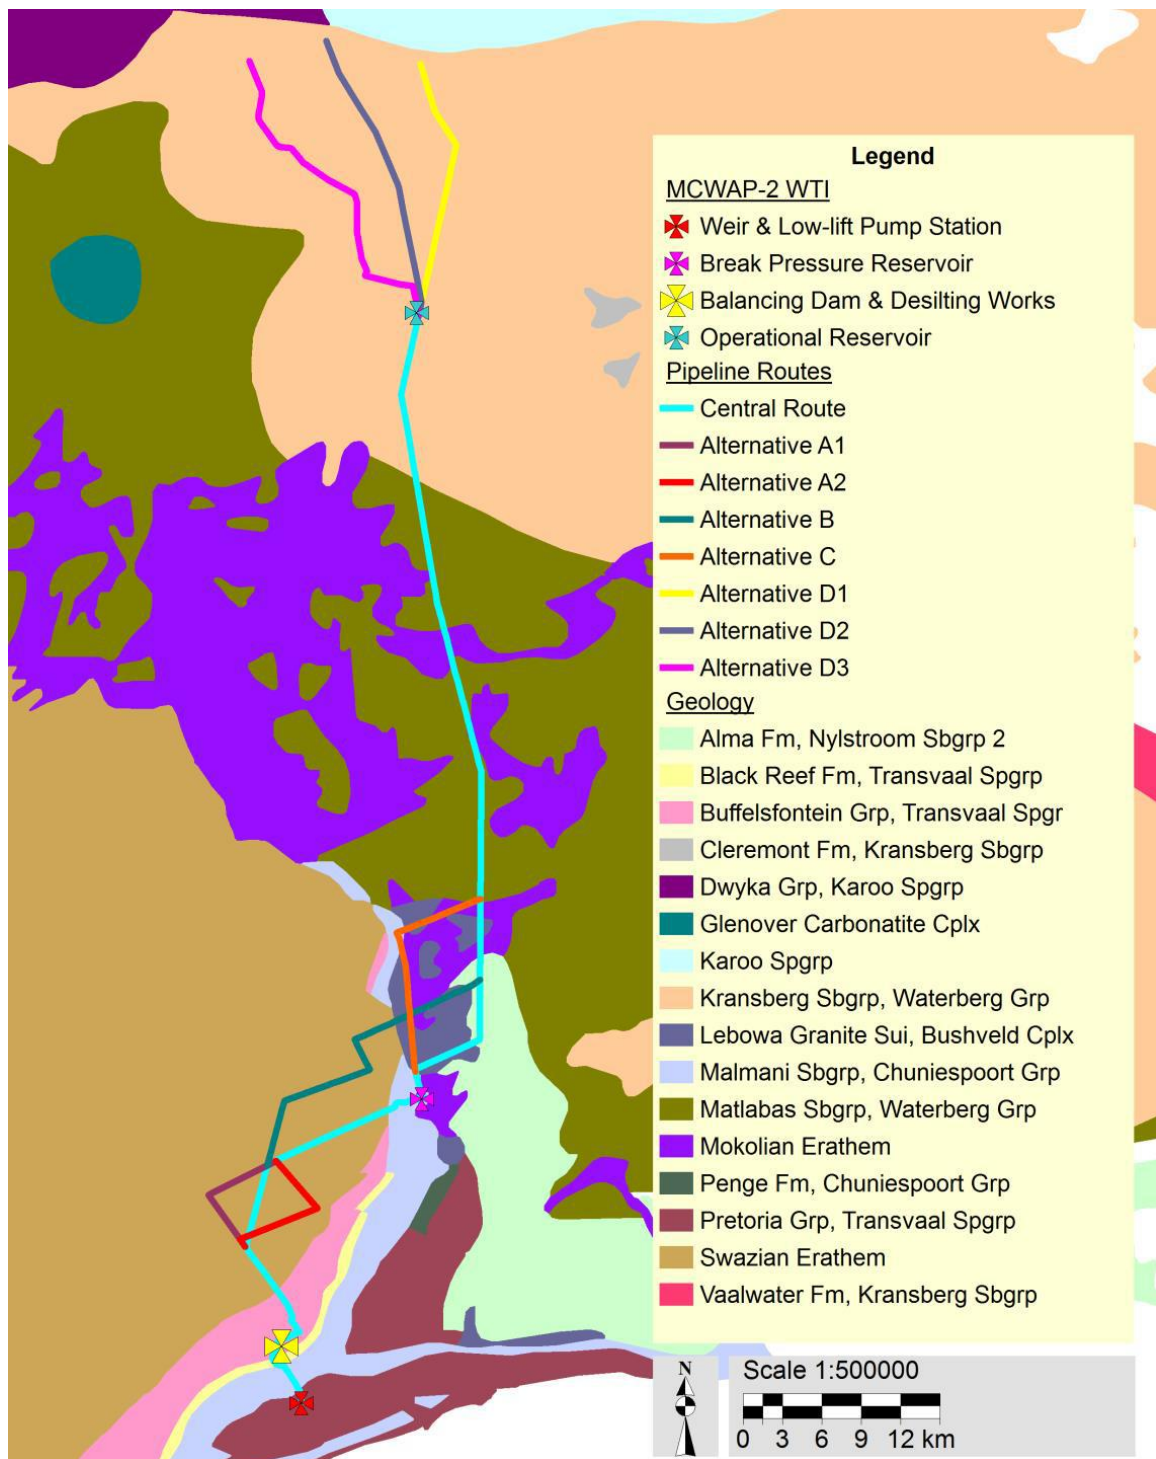 Legend
MCWAP-2 WTI
Weir & Low-lift Pump Station
Break Pressure Reservoir
Balancing Dam & Desilting Works
Operational Reservoir
Pipeline Routes
Central Route
Alternative A1
Alternative A2
Alternative B
Alternative C
Alternative D1
Alternative D2
Alternative D3
Geology
Alma Fm, Nylstroom Sbgrp 2
Black Reef Fm, Transvaal Spgrp
Buffelsfontein Grp, Transvaal Spgr
Cleremont Fm, Kransberg Sbgrp
Dwyka Grp, Karoo Spgrp
Glenover Carbonatite Cplx
Karoo Spgrp
Kransberg Sbgrp, Waterberg Grp
Lebowa Granite Sui, Bushveld Cplx
Malmani Sbgrp, Chuniespoort Grp
Matlabas Sbgrp, Waterberg Grp
Mokolian Erathem
Penge Fm, Chuniespoort Grp
Pretoria Grp, Transvaal Spgrp
Swazian Erathem
Vaalwater Fm, Kransberg Sbgrp
N
Scale 1:500000
0 3 6 9 12 km